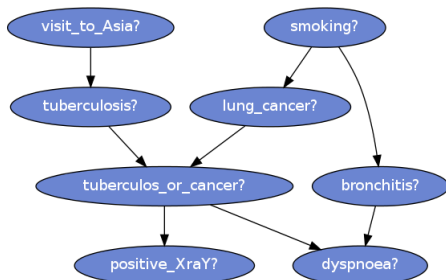 visit_to_Asia?
smoking?
tuberculosis?
lung_cancer?
tuberculos_or_cancer?
bronchitis?
positive_XraY?
dyspnoea?